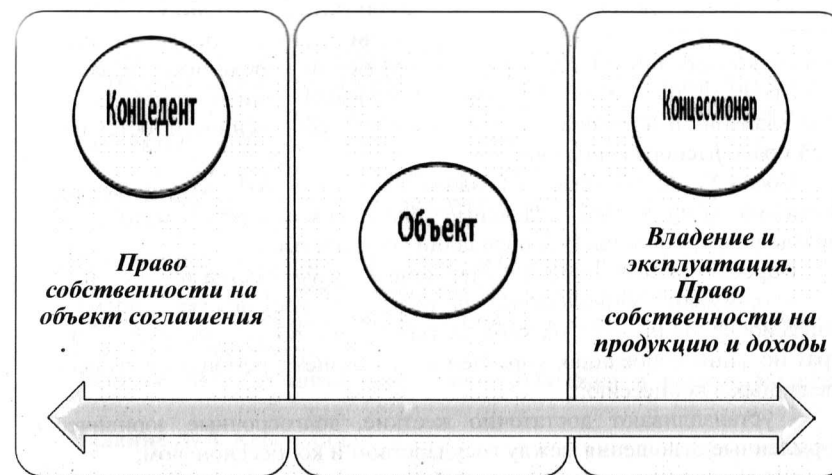 Концедент
Право
собственности на
объект соглашения
Объект
Концессионер
Владение и
эксплуатация.
Право
собственности на
продукцию и доходы